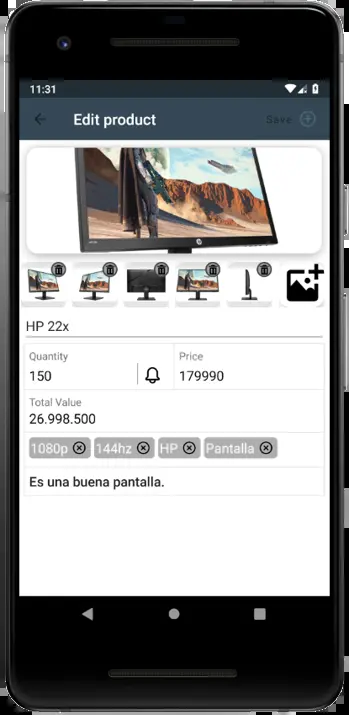 11:31
Edit product
Save
HP 22x
Quantity
Price
150
179990
Total Value
26.998.500
1080p
144hz
HP
Pantalla
Es una buena pantalla.